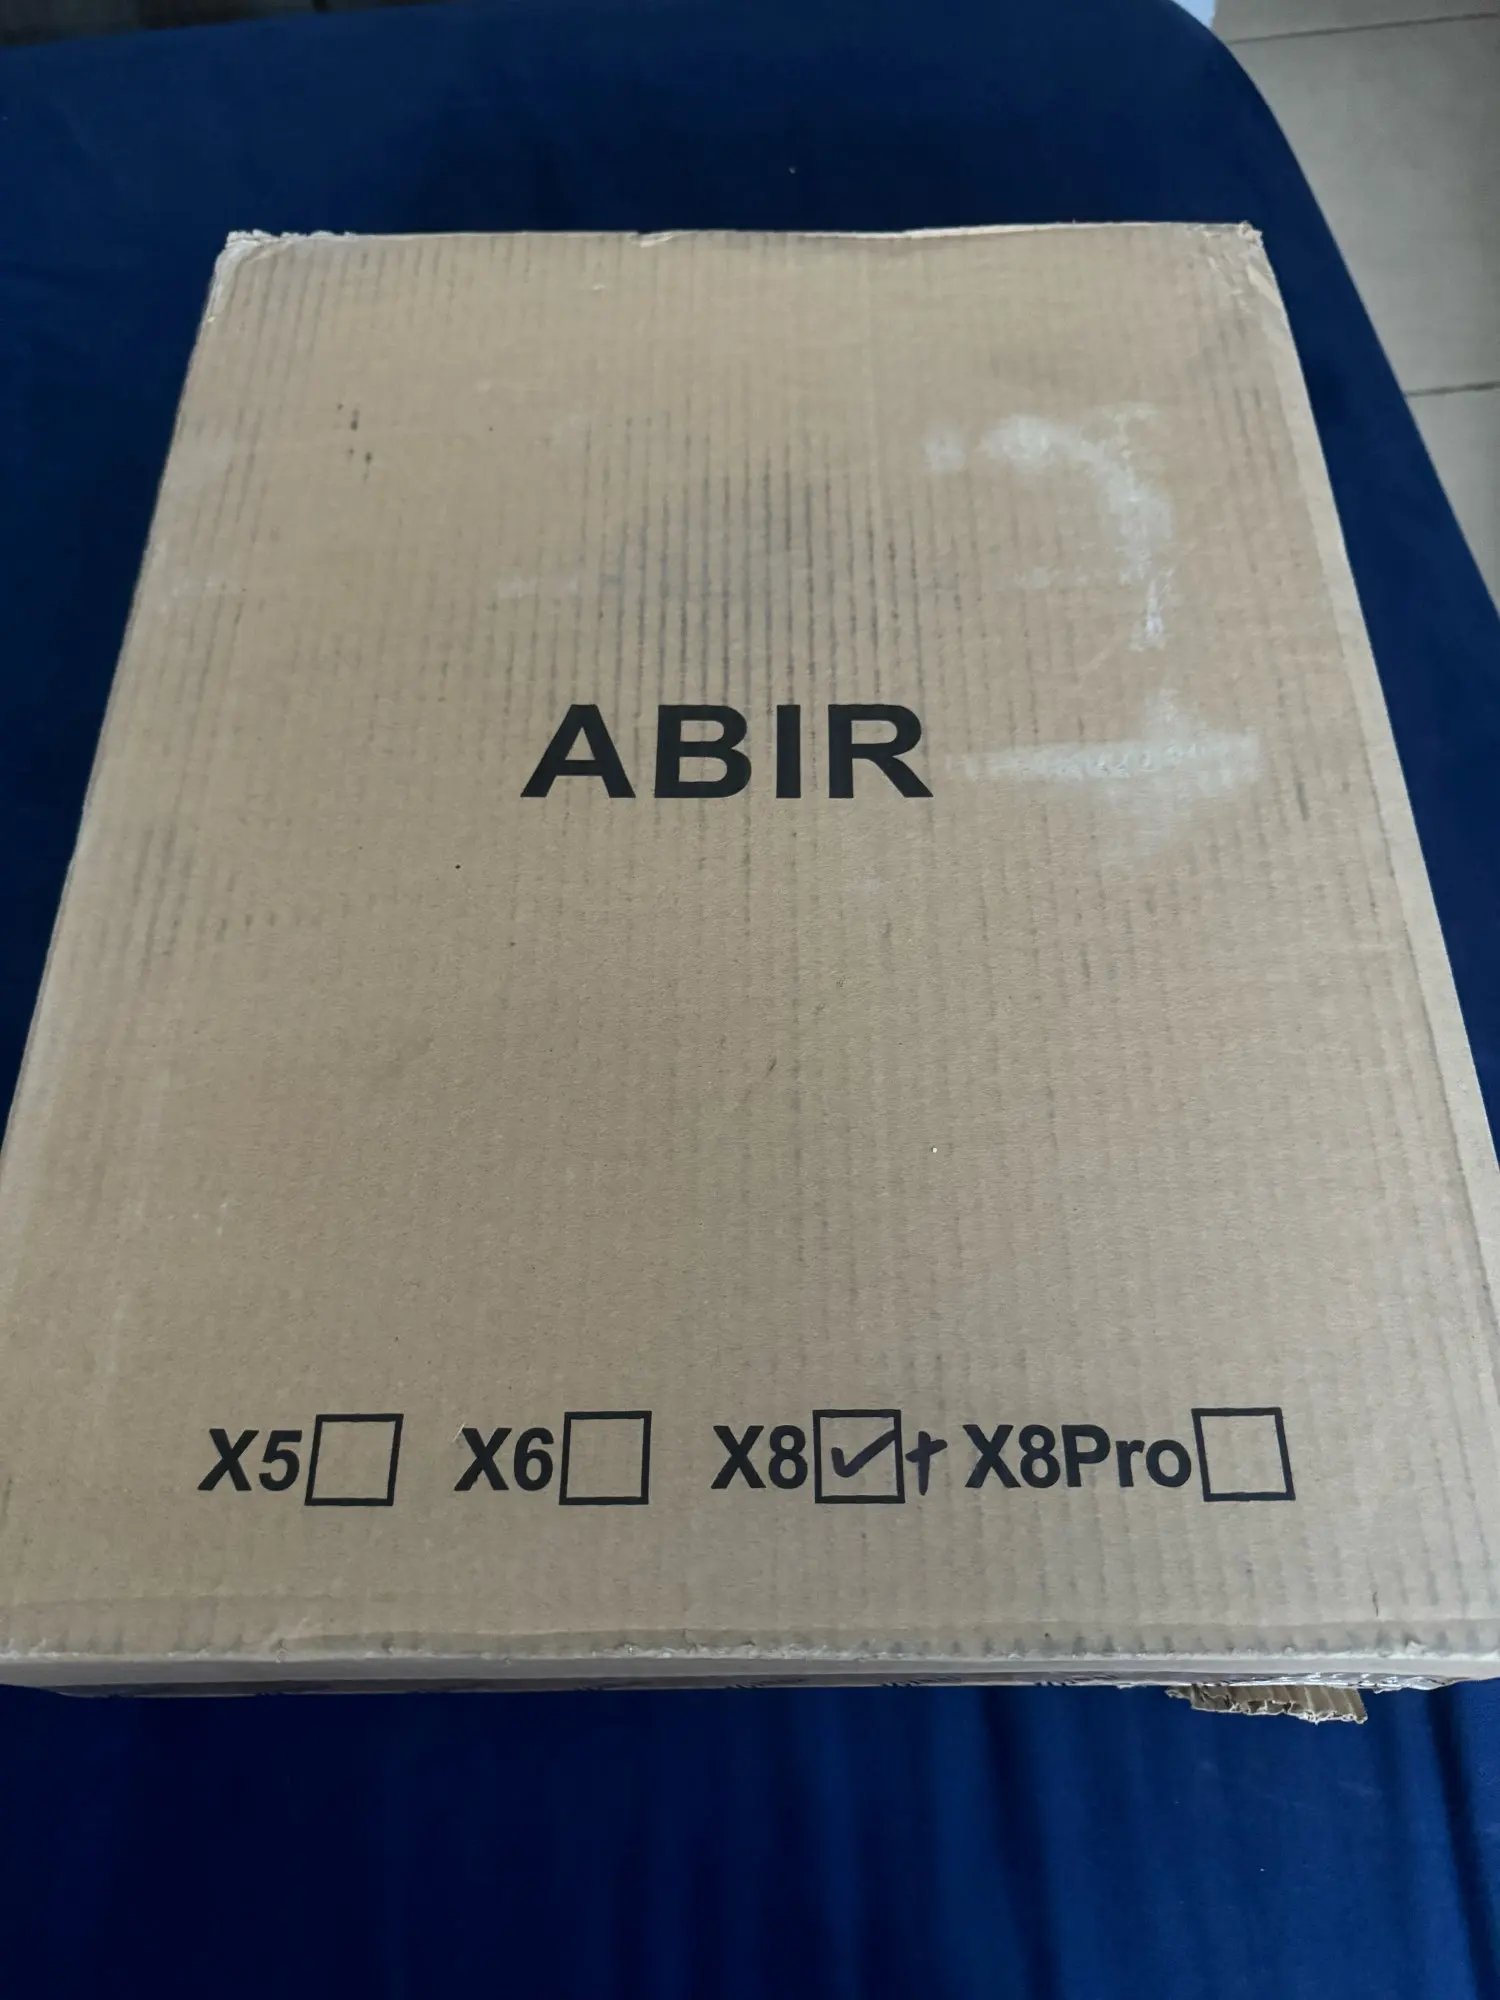 ABIR
X5☐ X6☐ X8☑+ X8Pro☐